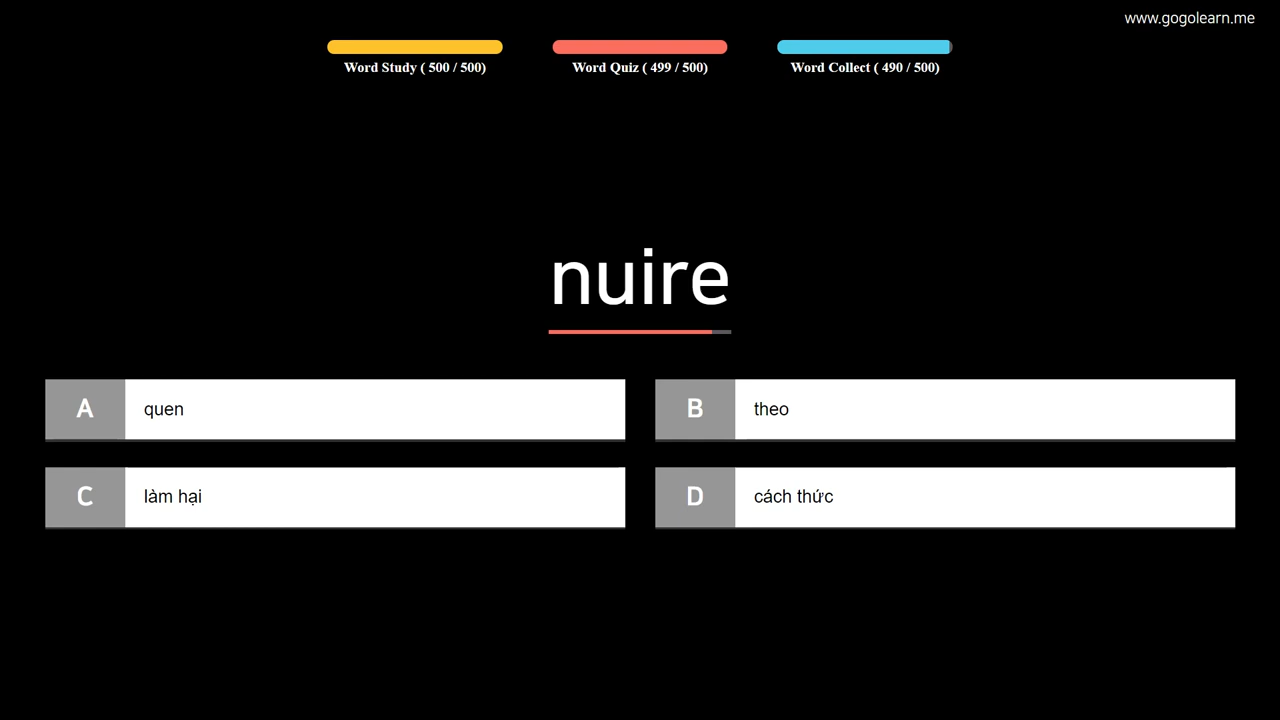 www.gogolearn.me
Word Study ( 500 / 500) Word Quiz ( 499 / 500) Word Collect ( 490 / 500)
nuire
A quen
B theo
C làm hại
D cách thức